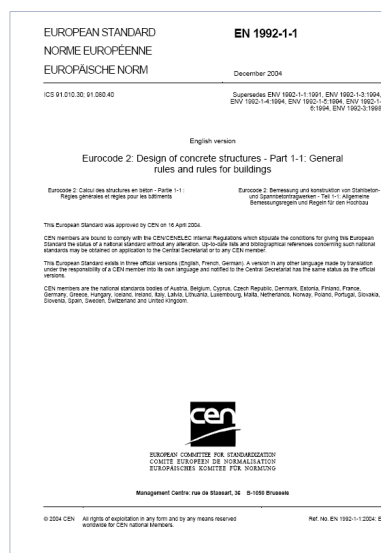 EUROPEAN STANDARD
NORME EUROPÉENNE
EUROPÄISCHE NORM
EN 1992-1-1
December 2004
ICS 91.010.30; 91.080.40
Supersedes ENV 1992-1-1:1991, ENV 1992-1-3:1994,
ENV 1992-1-4:1994, ENV 1992-1-5:1994, ENV 1992-1-
6:1994, ENV 1992-3:1998
English version
Eurocode 2: Design of concrete structures - Part 1-1: General
rules and rules for buildings
Eurocode 2: Calcul des structures en béton - Partie 1-1 :
Règles générales et règles pour les bâtiments
Eurocode 2: Bemessung und konstruktion von Stahlbeton-
und Spannbetontragwerken - Teil 1-1: Allgemeine
Bemessungsregeln und Regeln für den Hochbau
This European Standard was approved by CEN on 16 April 2004.
CEN members are bound to comply with the CEN/CENELEC Internal Regulations which stipulate the conditions for giving this European
Standard the status of a national standard without any alteration. Up-to-date lists and bibliographical references concerning such national
standards may be obtained on application to the Central Secretariat or to any CEN member.
This European Standard exists in three official versions (English, French, German). A version in any other language made by translation
under the responsibility of a CEN member into its own language and notified to the Central Secretariat has the same status as the official
versions.
CEN members are the national standards bodies of Austria, Belgium, Cyprus, Czech Republic, Denmark, Estonia, Finland, France,
Germany, Greece, Hungary, Iceland, Ireland, Italy, Latvia, Lithuania, Luxembourg, Malta, Netherlands, Norway, Poland, Portugal, Slovakia,
Slovenia, Spain, Sweden, Switzerland and United Kingdom.
cen
EUROPEAN COMMITTEE FOR STANDARDIZATION
COMITÉ EUROPÉEN DE NORMALISATION
EUROPÄISCHES KOMITEE FÜR NORMUNG
Management Centre: rue de Stassart, 36 B-1050 Brussels
© 2004 CEN All rights of exploitation in any form and by any means reserved
worldwide for CEN national Members.
Ref. No. EN 1992-1-1:2004: E